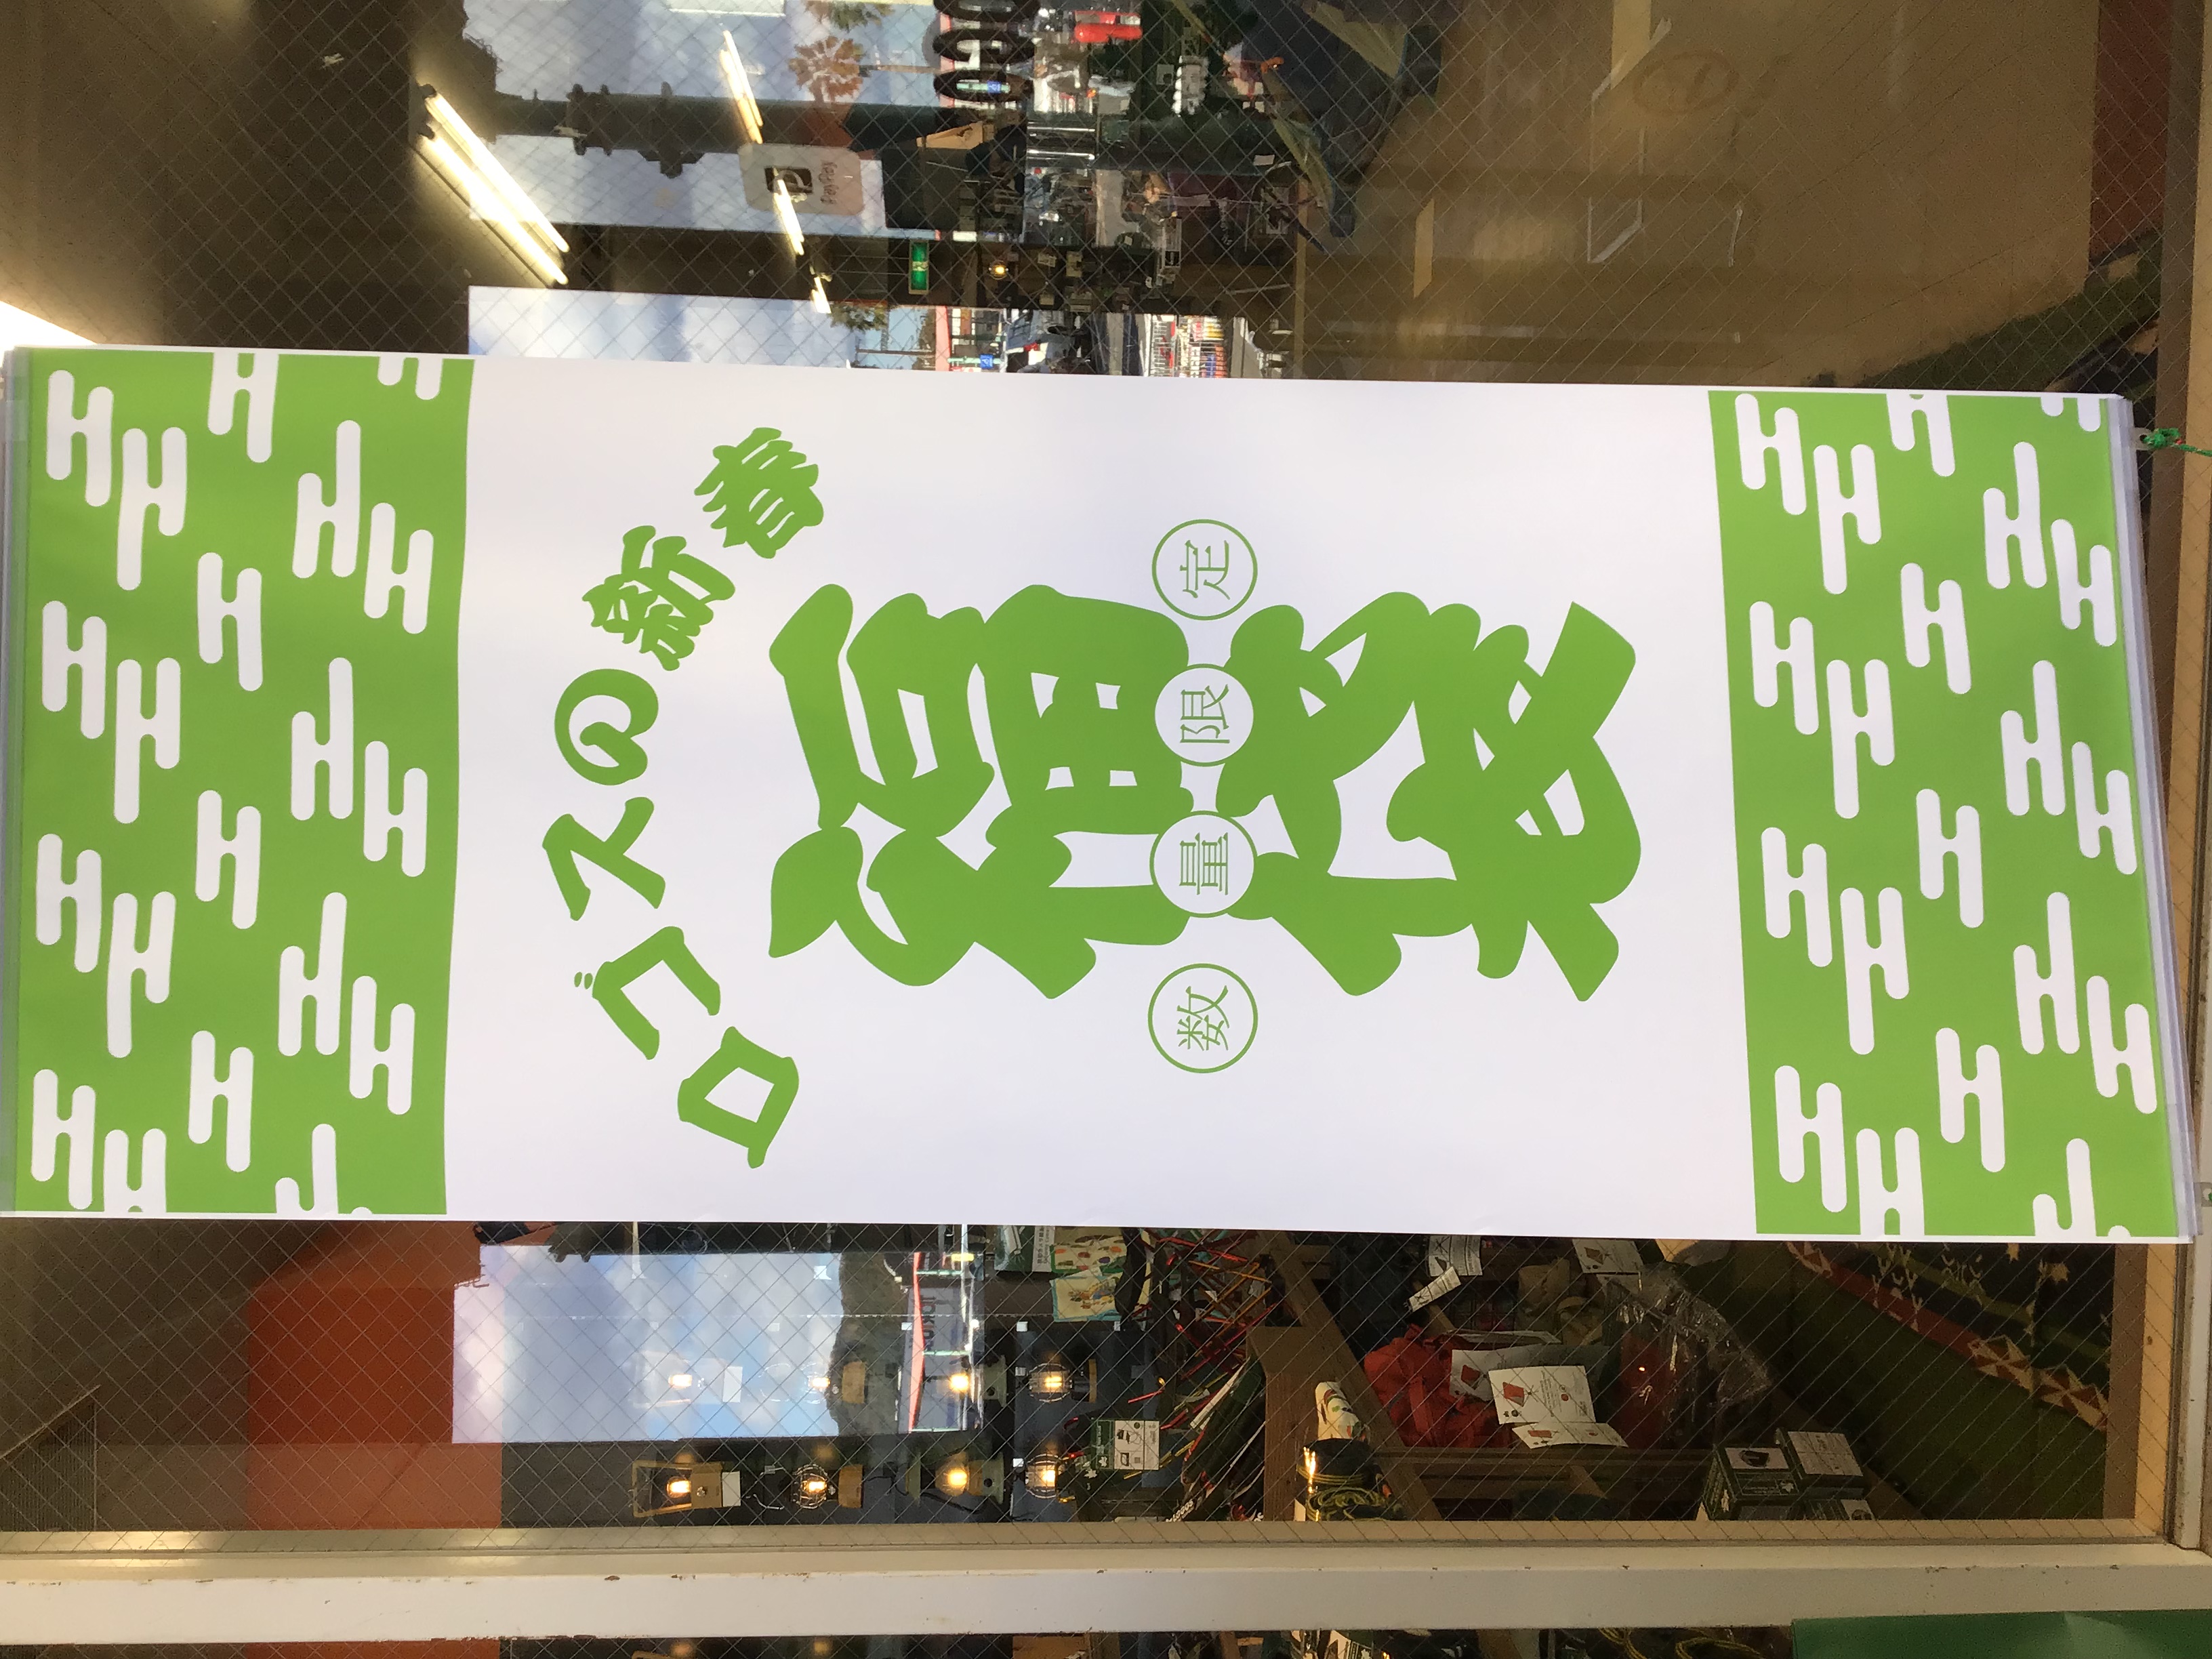 ロゴスの新春
福
数量限定
袋